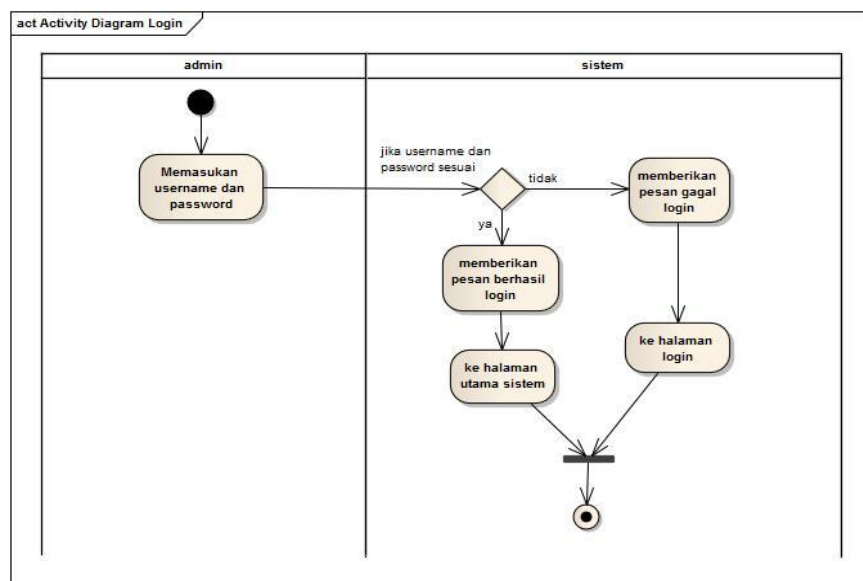 act Activity Diagram Login
admin
sistem
Memasukan
username dan
password
jika username dan
password sesuai
tidak
memberikan
pesan gagal
login
ya
memberikan
pesan berhasil
login
ke halaman
login
ke halaman
utama sistem